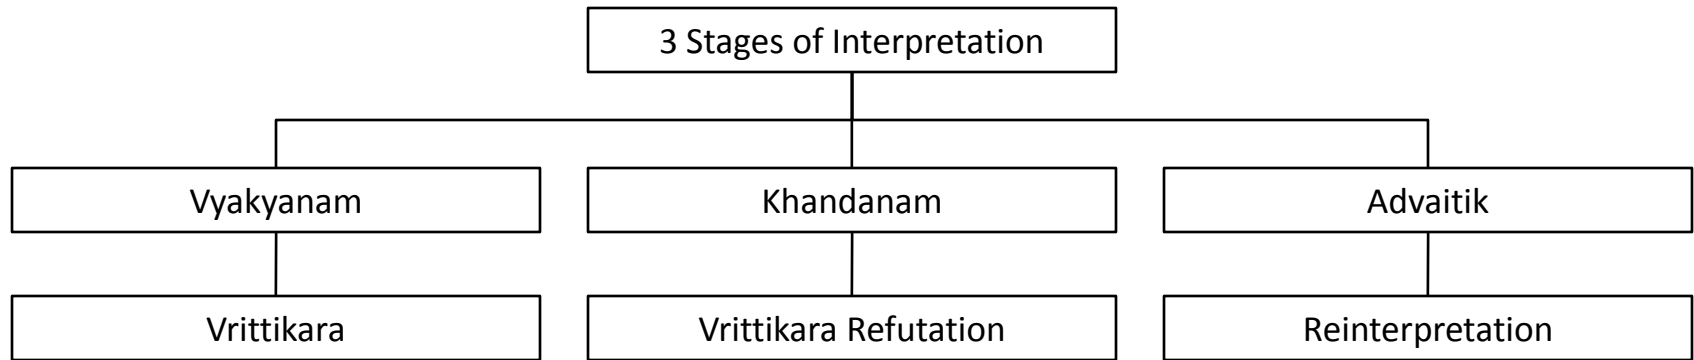 3 Stages of Interpretation
Vyakyanam
Khandanam
Advaitik
Vrittikara
Vrittikara Refutation
Reinterpretation